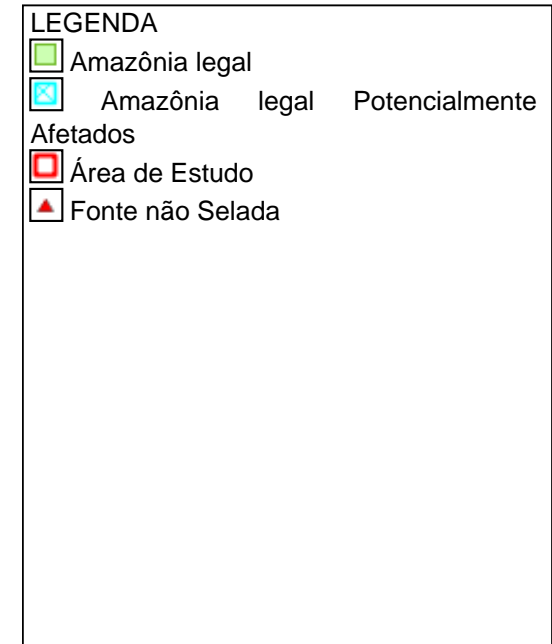 LEGENDA
Amazônia legal
Amazônia legal Potencialmente
Afetados
Área de Estudo
Fonte não Selada